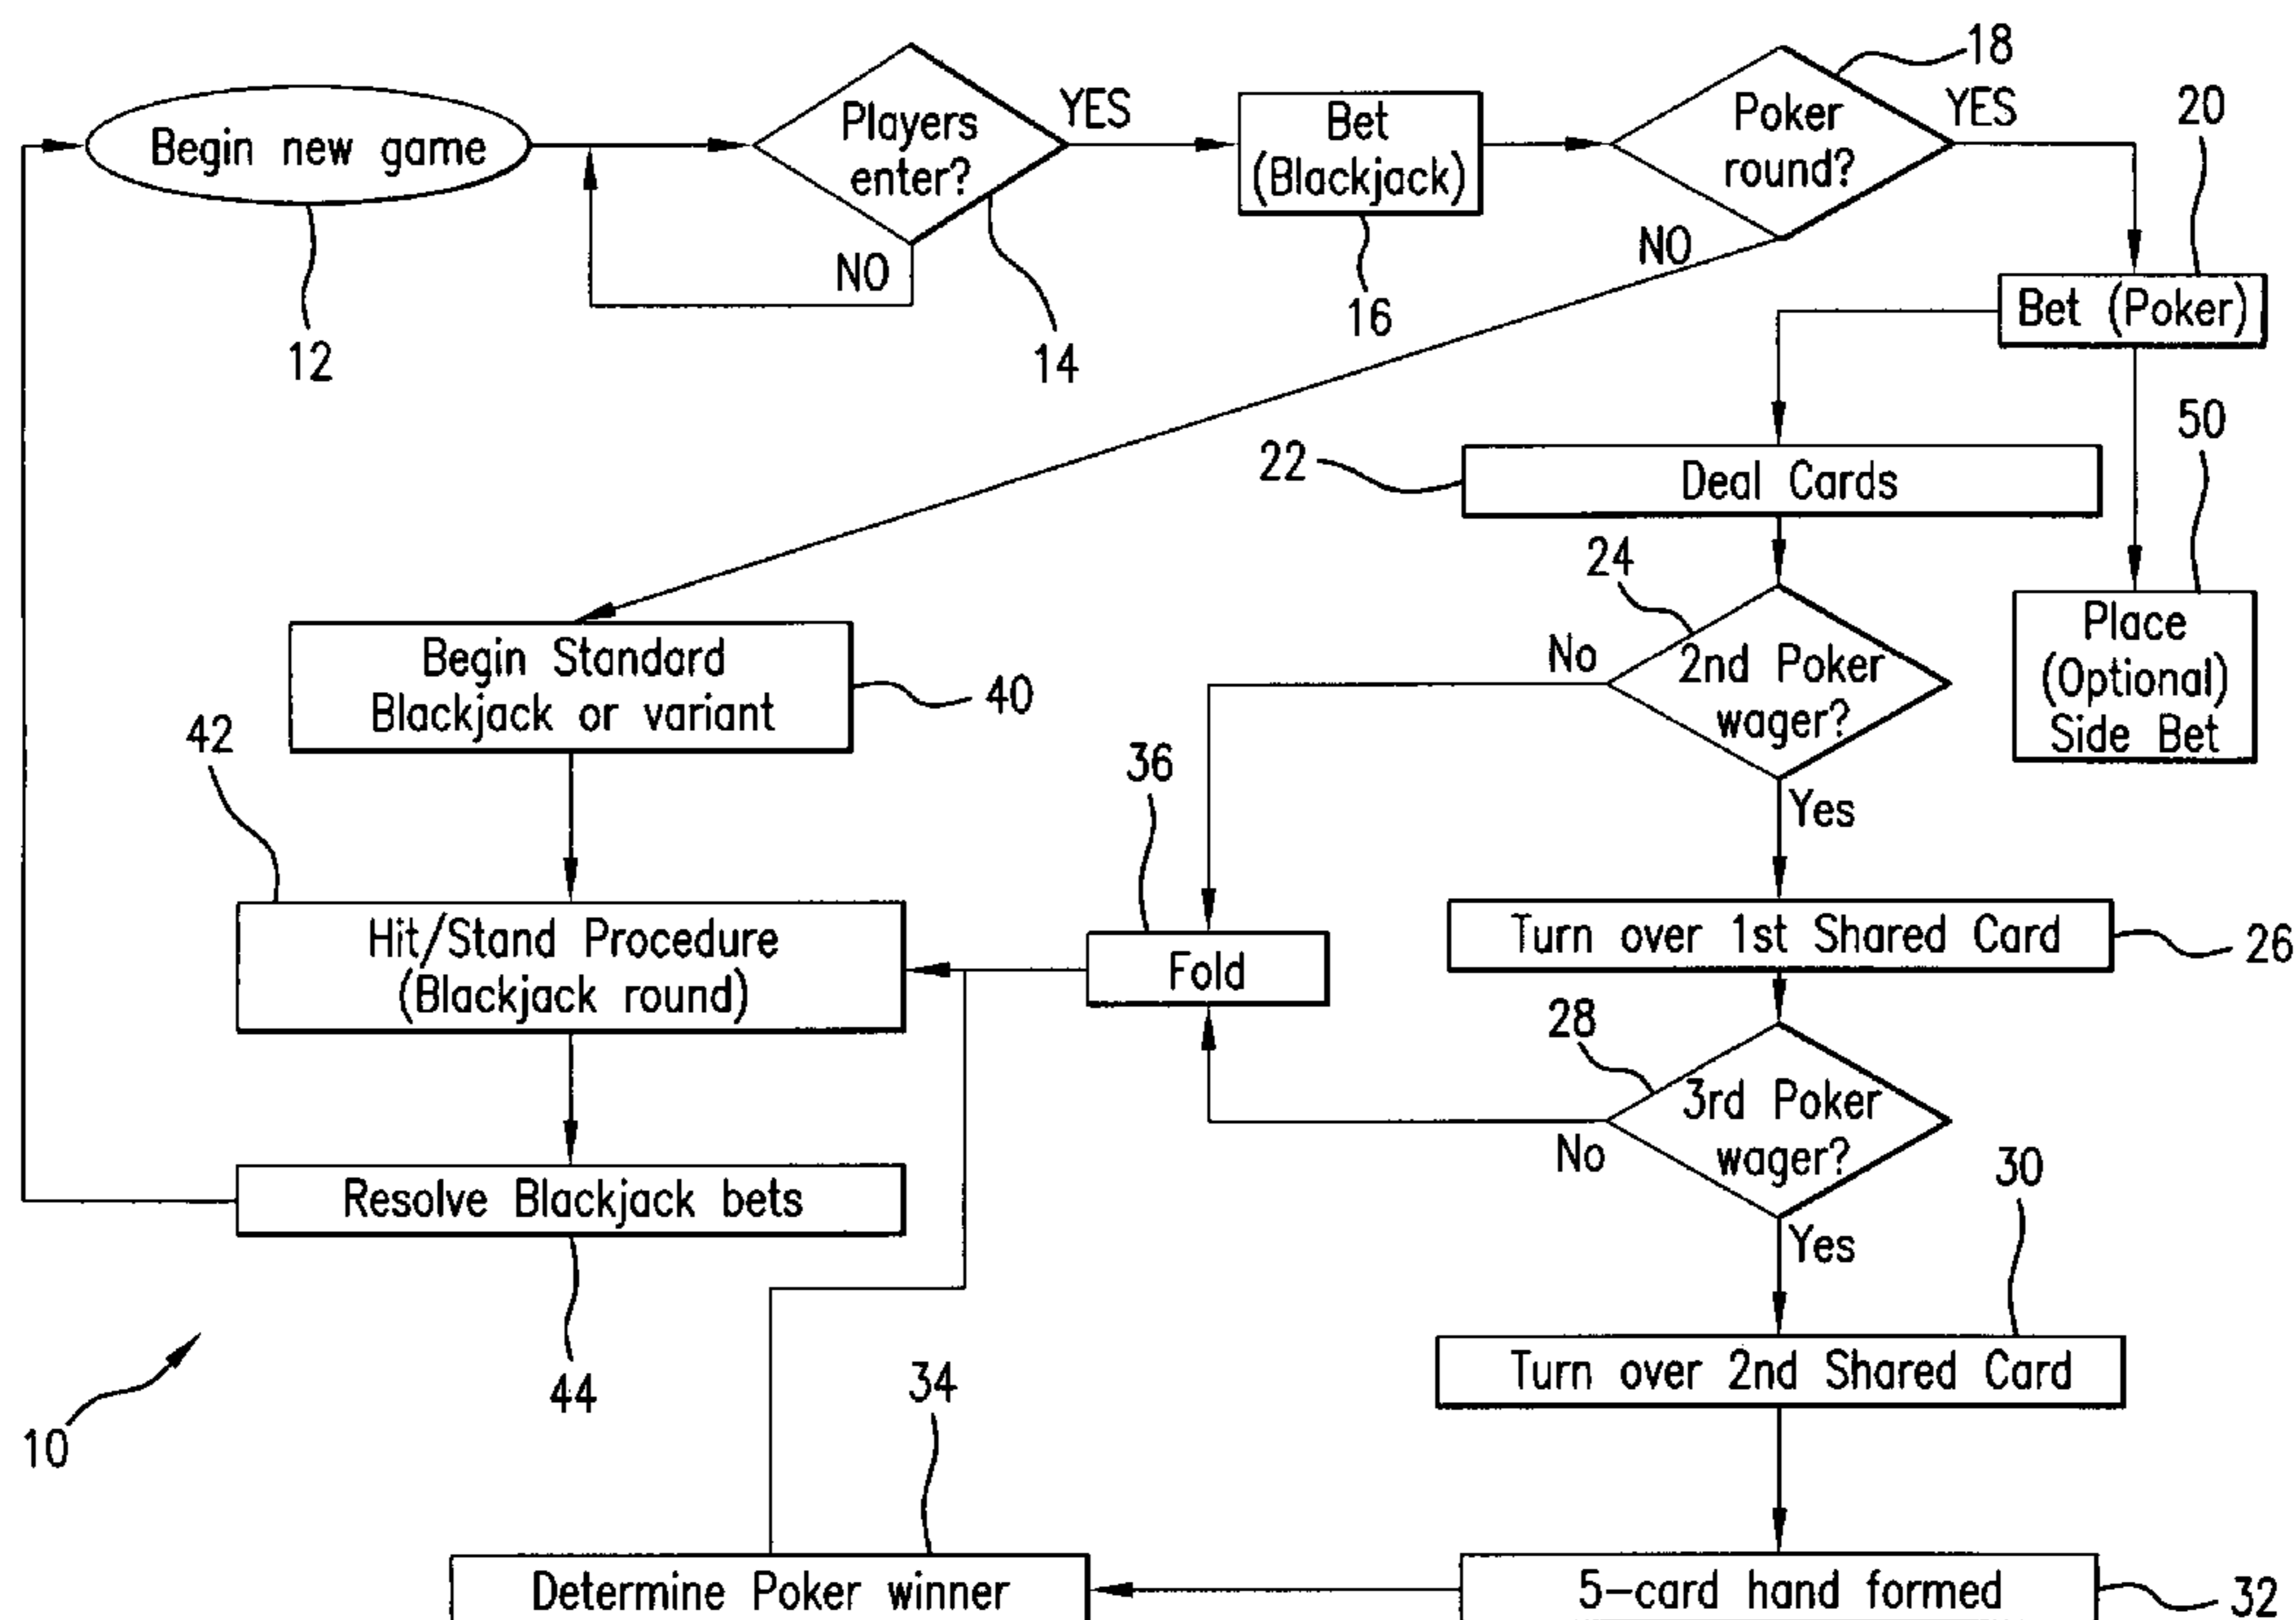 Begin new game
12
Players
enter?
YES
NO
14
Bet
(Blackjack)
16
Poker
round?
18
YES
NO
20
Bet (Poker)
50
Place
(Optional)
Side Bet
22
Deal Cards
24
2nd Poker
wager?
No
Yes
Begin Standard
Blackjack or variant
40
42
Hit/Stand Procedure
(Blackjack round)
36
Fold
Turn over 1st Shared Card
26
28
3rd Poker
wager?
No
Yes
30
Turn over 2nd Shared Card
Resolve Blackjack bets
44
10
34
Determine Poker winner
5-card hand formed
32